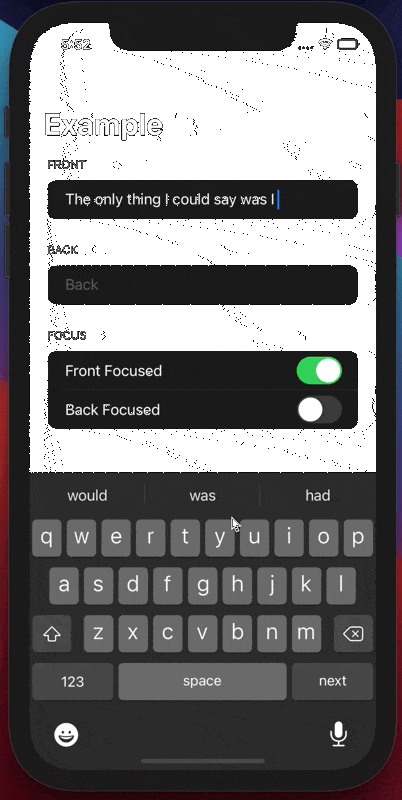 5:52
Example
FRONT
The only thing I could say was I
BACK
Back
FOCUS
Front Focused
Back Focused
would was had
q w e r t y u i o p
a s d f g h j k l
z x c v b n m
123 space next